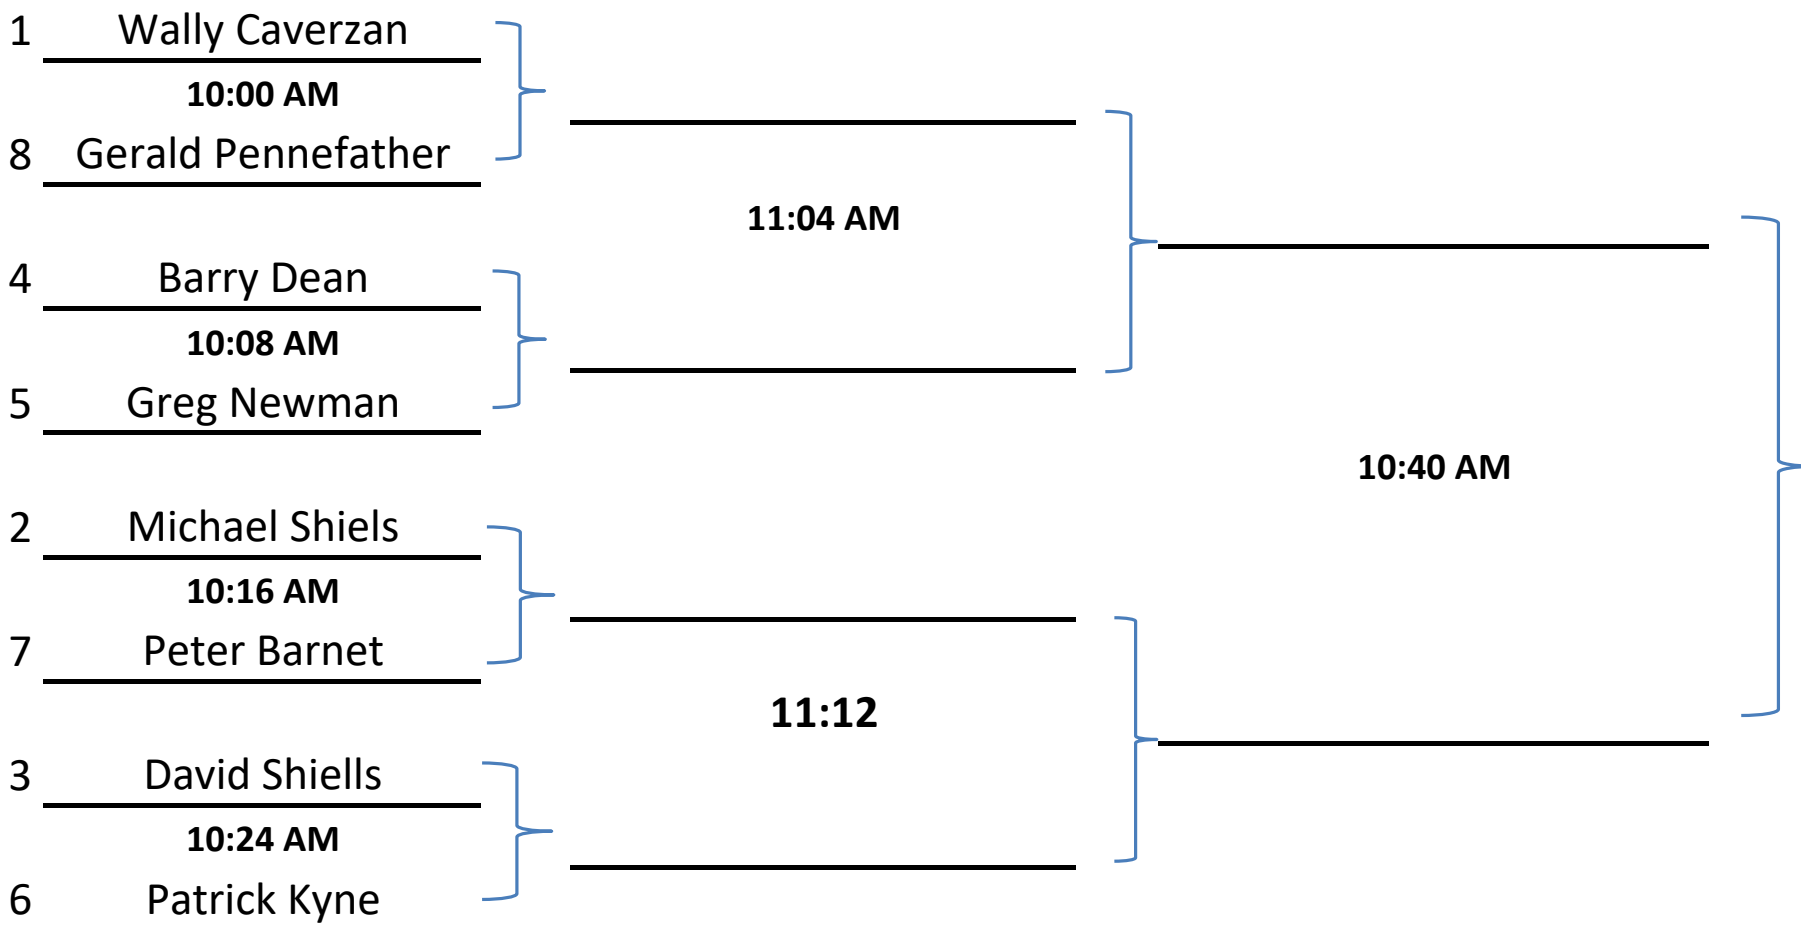 1 Wally Caverzan
10:00 AM
8 Gerald Pennefather
11:04 AM
4 Barry Dean
10:08 AM
5 Greg Newman
10:40 AM
2 Michael Shiels
10:16 AM
7 Peter Barnet
11:12
3 David Shiells
10:24 AM
6 Patrick Kyne